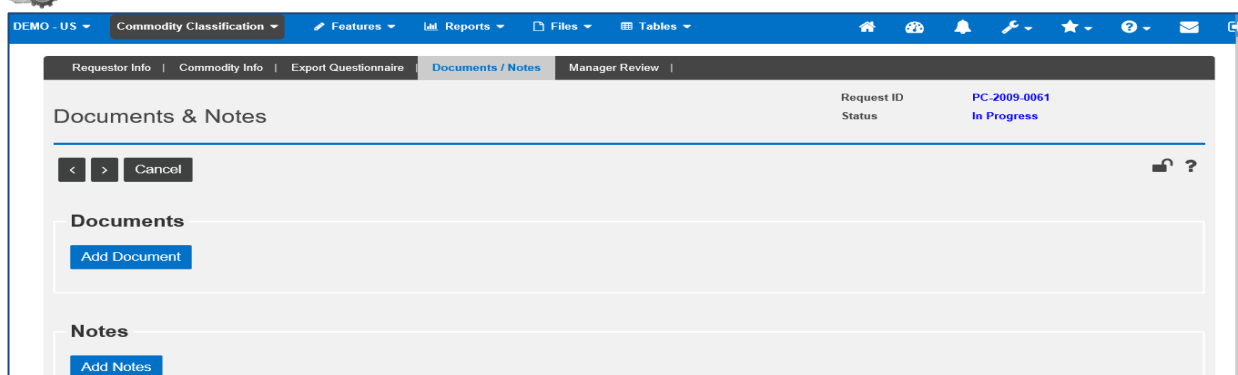 DEMO - US Commodity Classification Features Reports Files Tables
Requestor Info | Commodity Info | Export Questionnaire | Documents / Notes Manager Review |
Request ID PC-2009-0061
Documents & Notes
Status In Progress
< > Cancel ?
Documents
Add Document
Notes
Add Notes